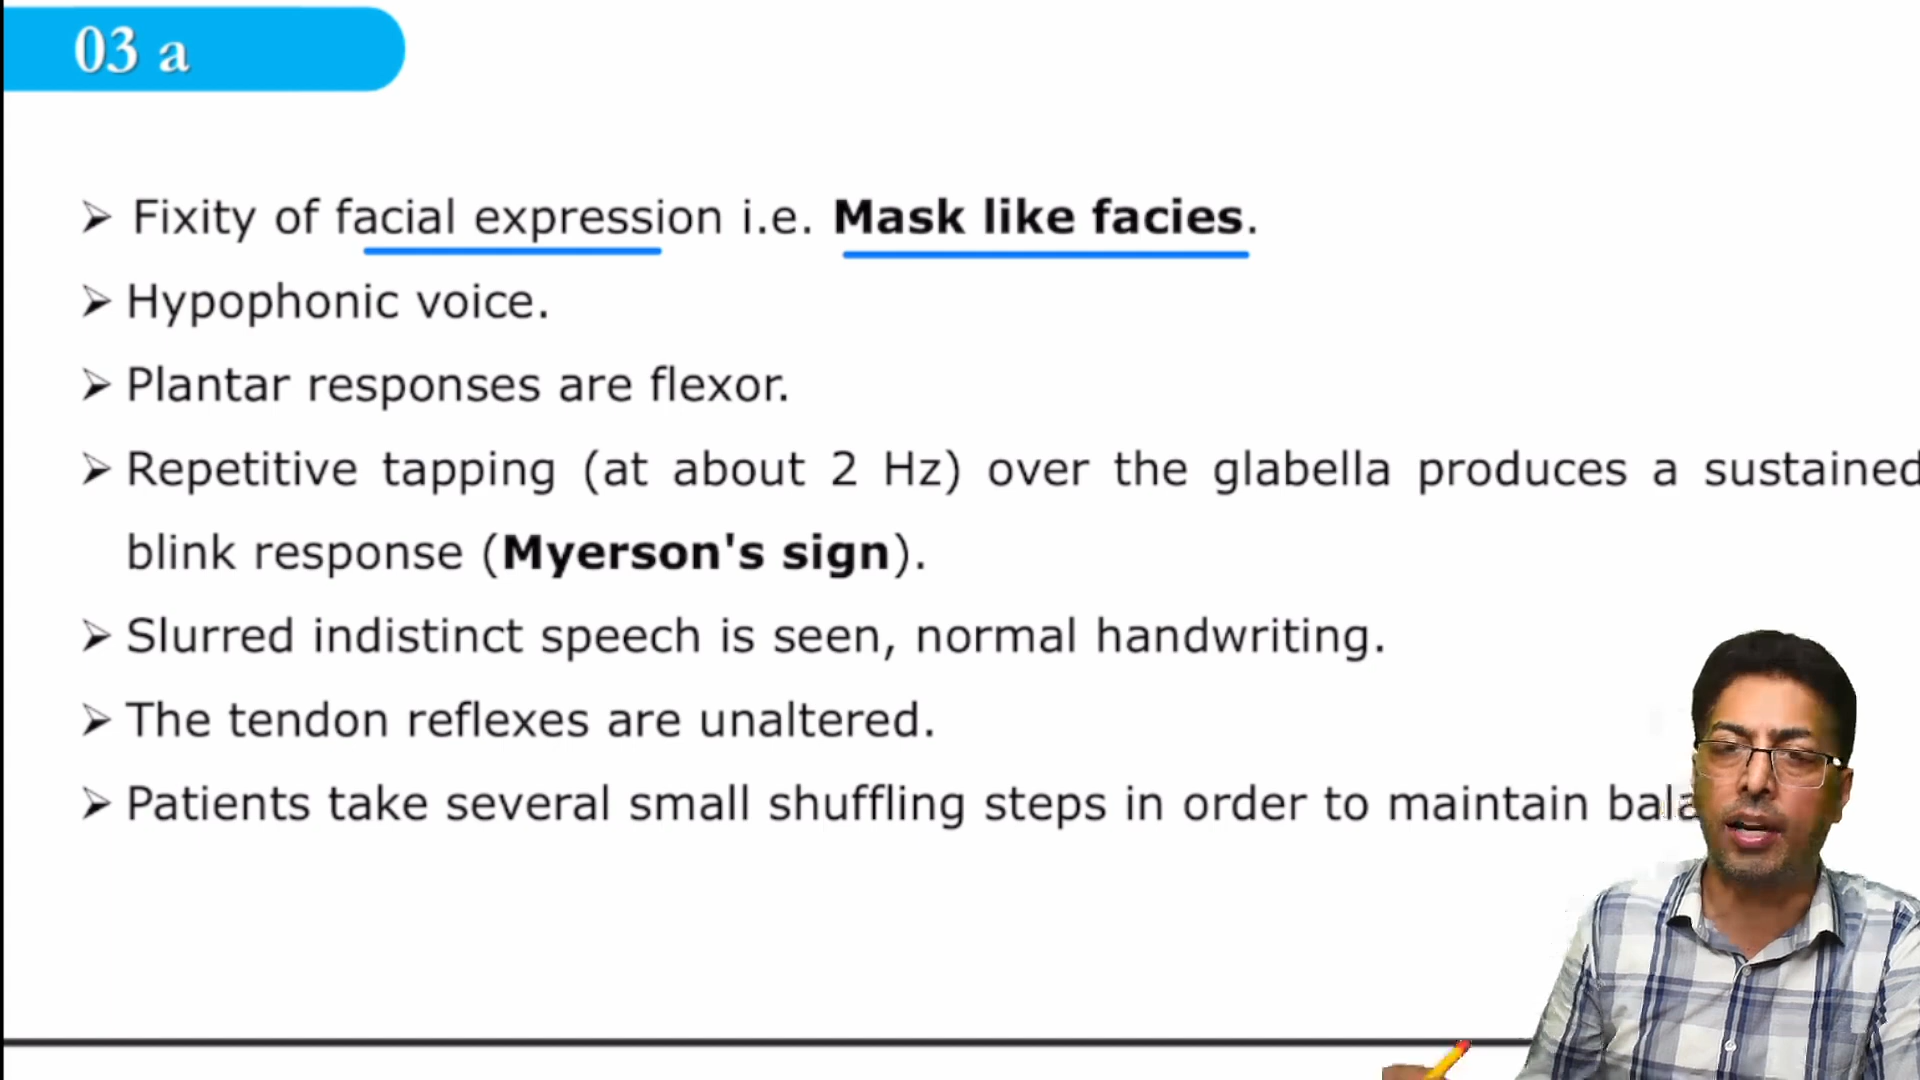 03 a
➢ Fixity of facial expression i.e. Mask like facies.
➢ Hypophonic voice.
➢ Plantar responses are flexor.
➢ Repetitive tapping (at about 2 Hz) over the glabella produces a sustained
blink response (Myerson's sign).
➢ Slurred indistinct speech is seen, normal handwriting.
➢ The tendon reflexes are unaltered.
➢ Patients take several small shuffling steps in order to maintain